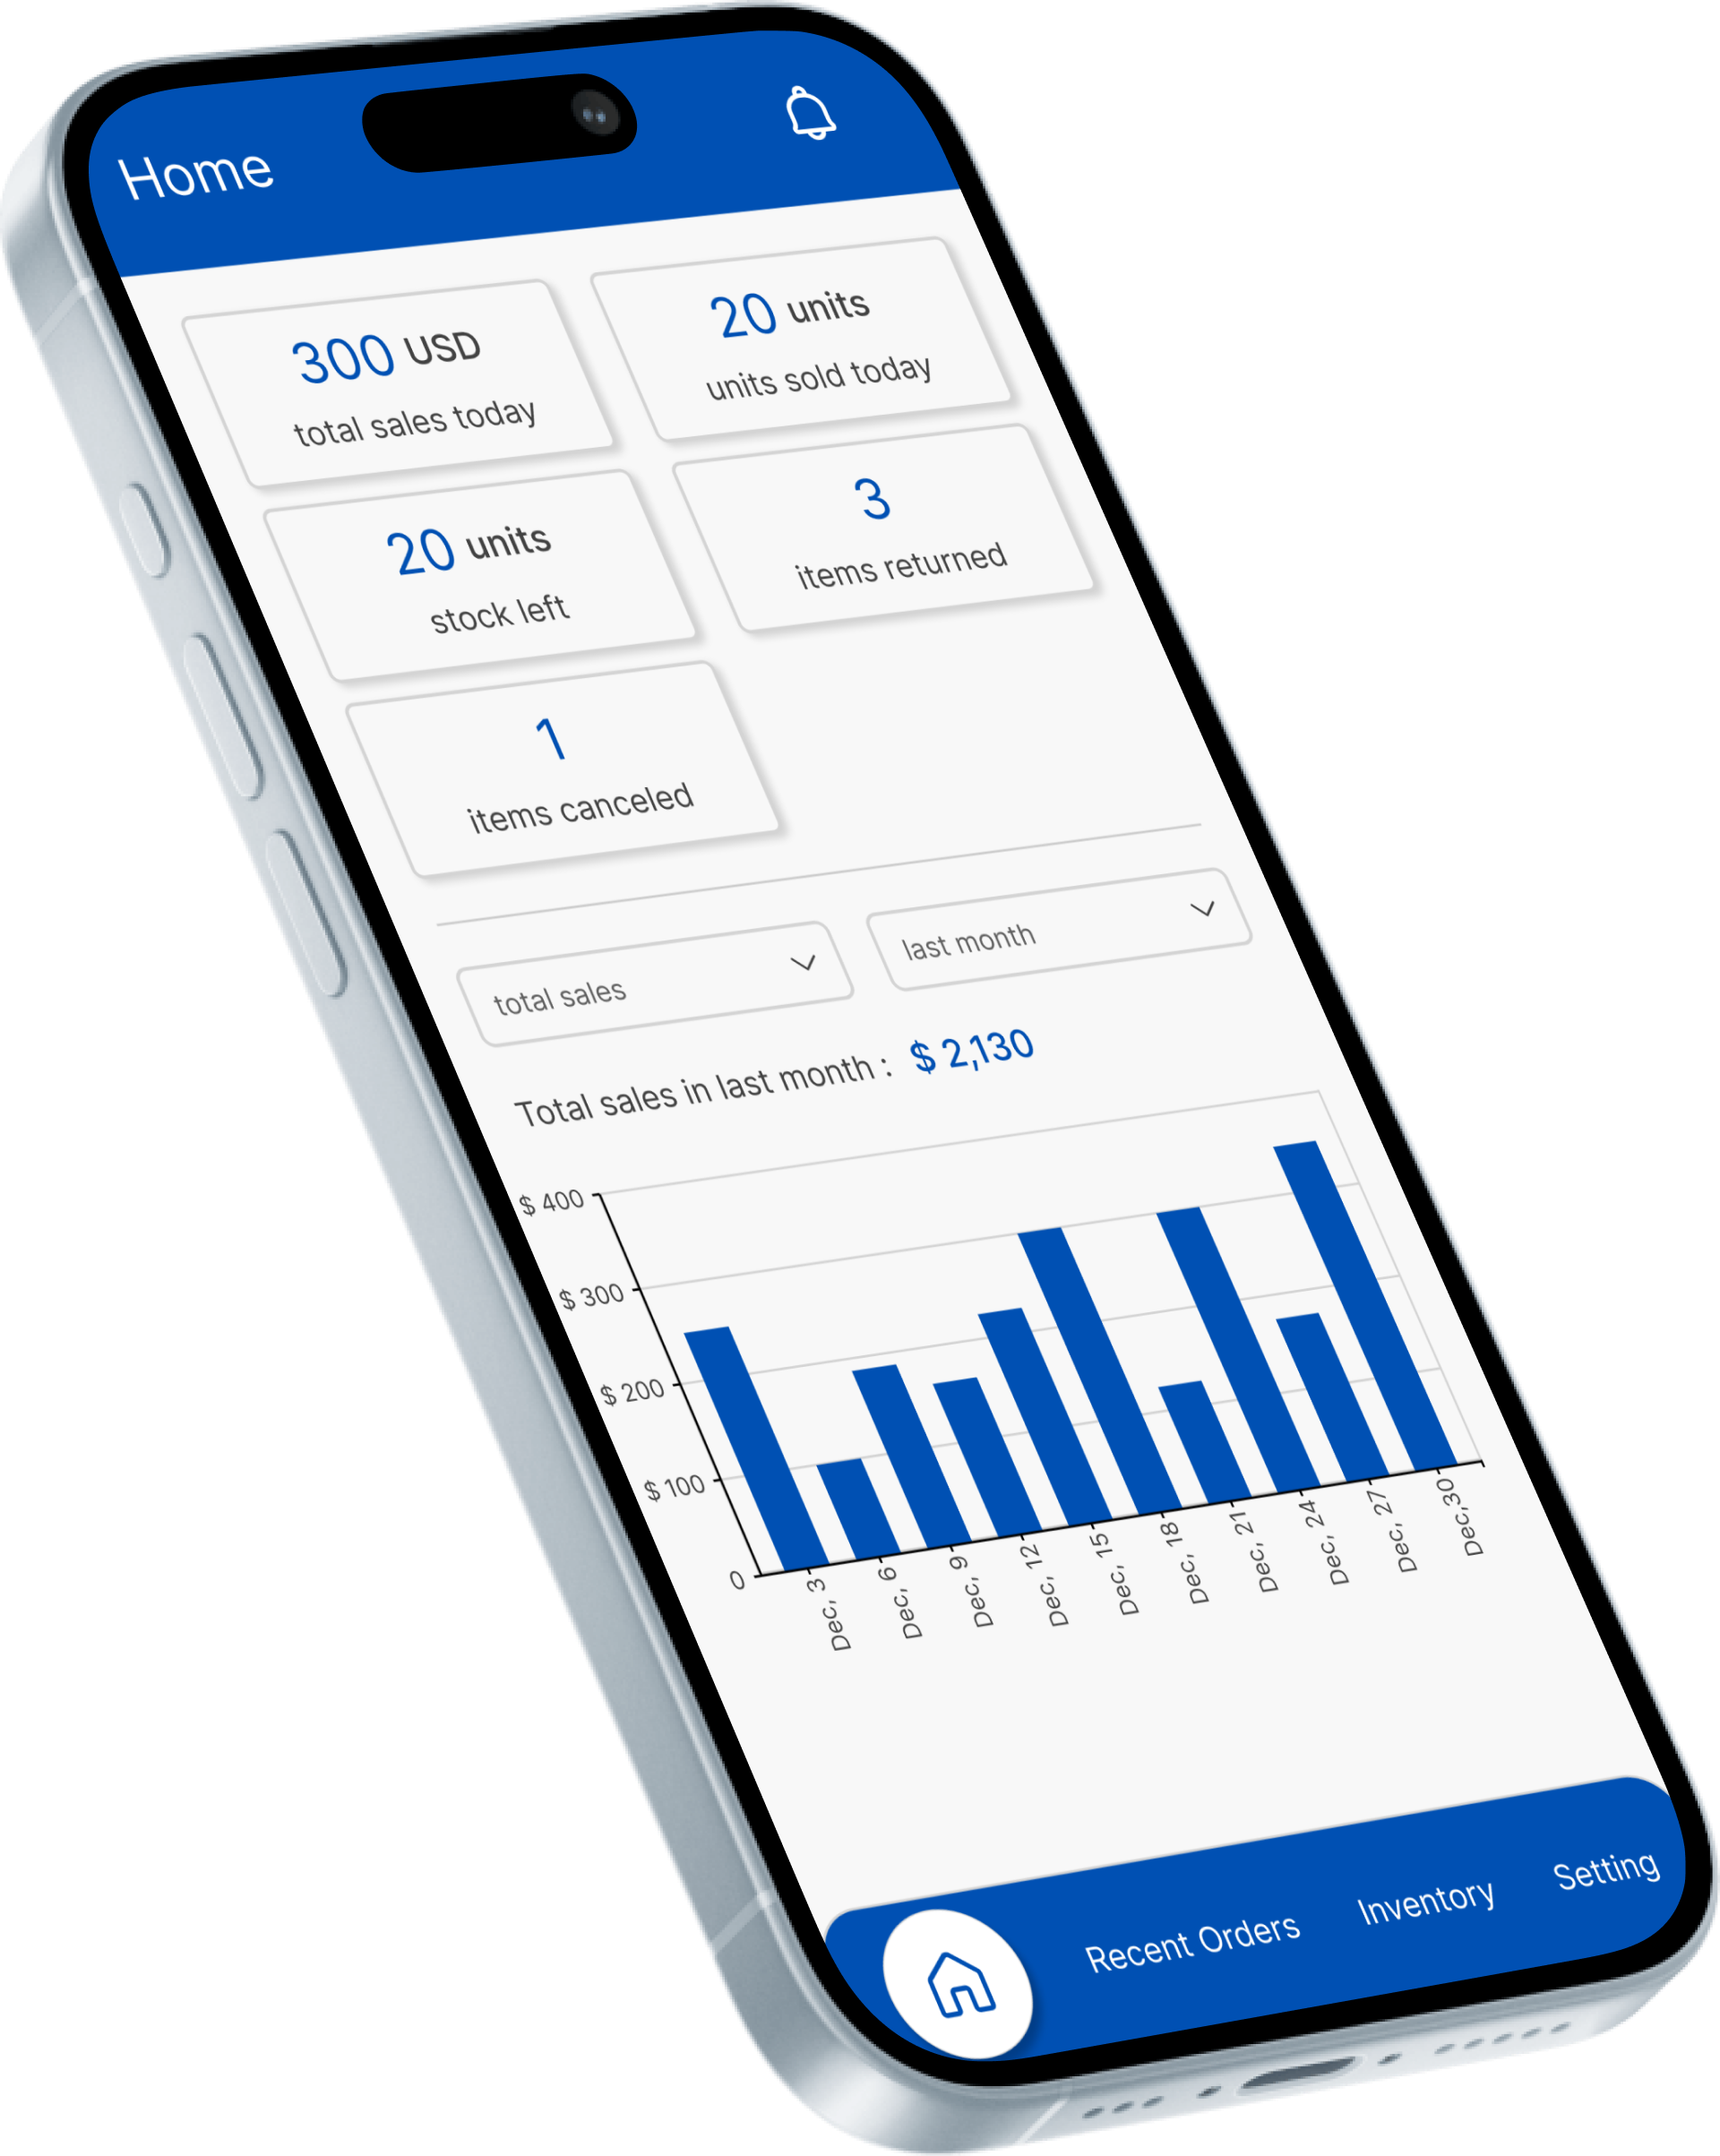 Home
300 USD
total sales today
20 units
units sold today
20 units
stock left
3
items returned
1
items canceled
total sales
last month
Total sales in last month : $ 2,130
$ 400
$ 300
$ 200
$ 100
0
Dec, 3
Dec, 6
Dec, 9
Dec, 12
Dec, 15
Dec, 18
Dec, 21
Dec, 24
Dec, 27
Dec, 30
Recent Orders
Inventory
Setting